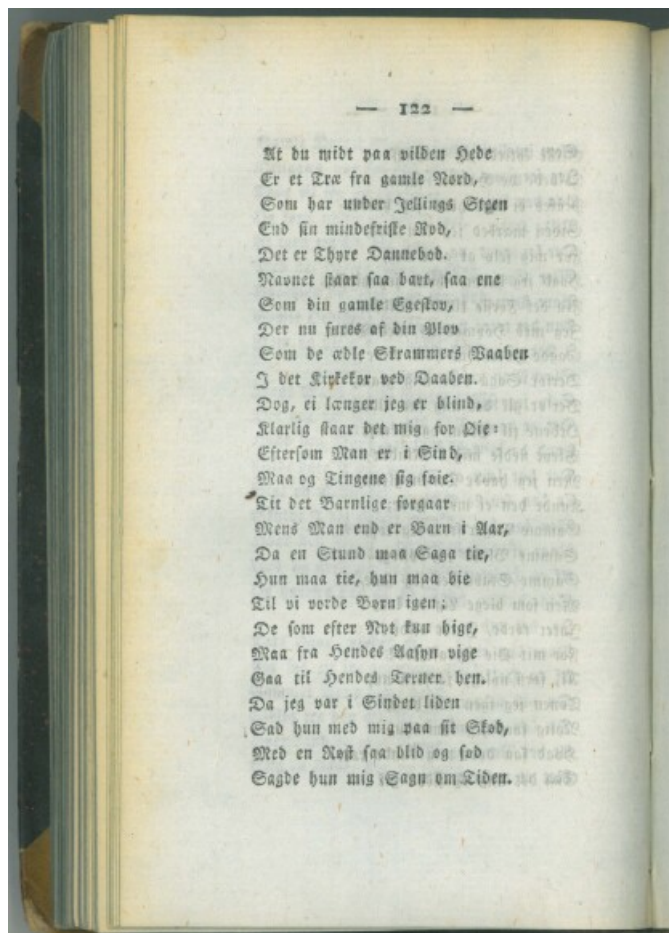 — 122 —
At du midt paa vilden Hede
Er et Træ fra gamle Nord,
Som har under Jellings Steen
End sin mindefriske Rod,
Det er Thyre Dannebod.
Navnet staar saa bart, saa ene
Som din gamle Egeskov,
Der nu fures af din Plov
Som de ædle Skrammers Vaaben
I det Kirkekor ved Daaben.
Dog, ei længer jeg er blind,
Klarlig staar det mig for Øie:
Eftersom Man er i Sind,
Maa og Tingene sig føie.
Tit det Barnlige forgaar
Mens Man end er Barn i Aar,
Da en Stund maa Saga tie,
Hun maa tie, hun maa bie
Til vi vorde Børn igen;
De som efter Nyt kun hige,
Maa fra Hendes Aasyn vige
Gaa til Hendes Terner hen.
Da jeg var i Sindet liden
Sad hun med mig paa sit Skød,
Med en Røst saa blid og sød
Sagde hun mig Sagn om Tiden.